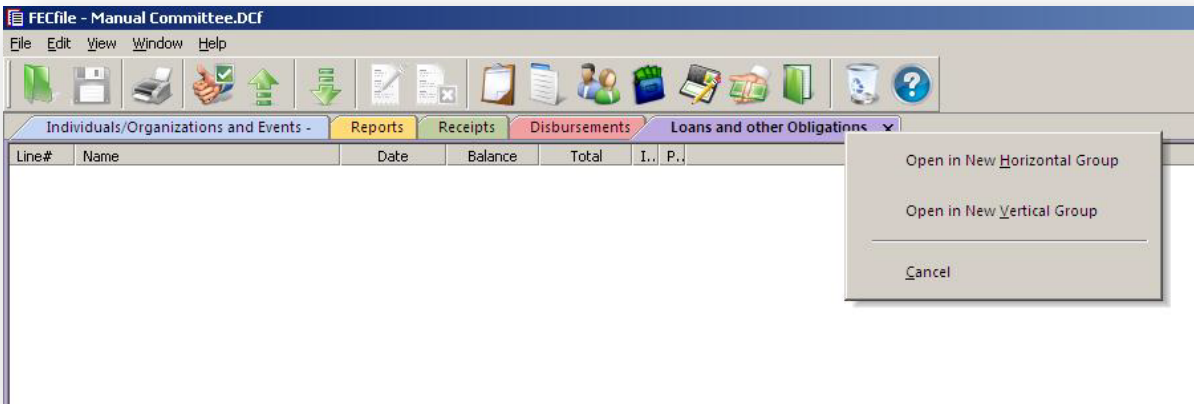 FECfile - Manual Committee.DCf
File Edit View Window Help
Individuals/Organizations and Events - Reports Receipts Disbursements Loans and other Obligations x
Line# Name Date Balance Total I.. P..
Open in New Horizontal Group
Open in New Vertical Group
Cancel